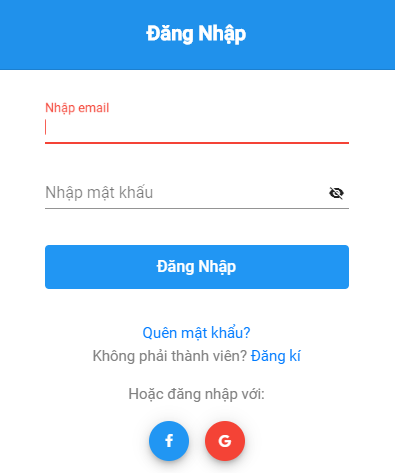 Đăng Nhập
Nhập email
Nhập mật khẩu
Đăng Nhập
Quên mật khẩu?
Không phải thành viên? Đăng kí
Hoặc đăng nhập với:
f G